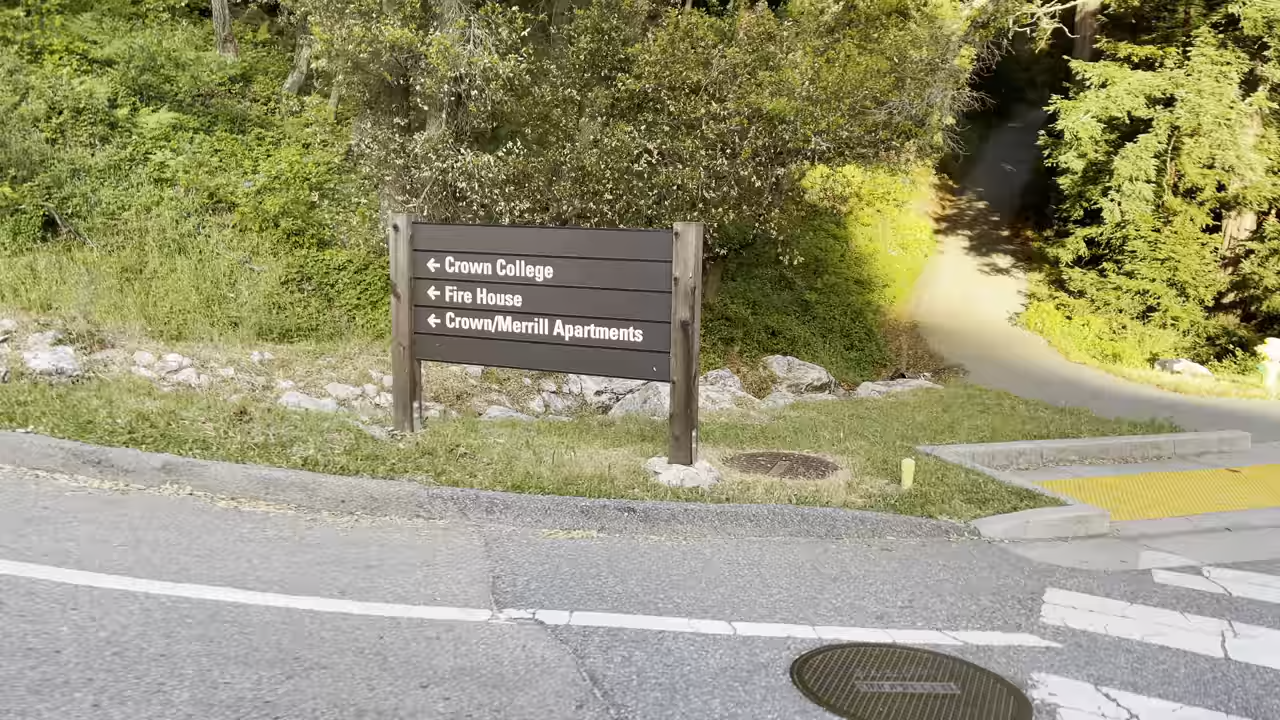 ← Crown College
← Fire House
← Crown/Merrill Apartments